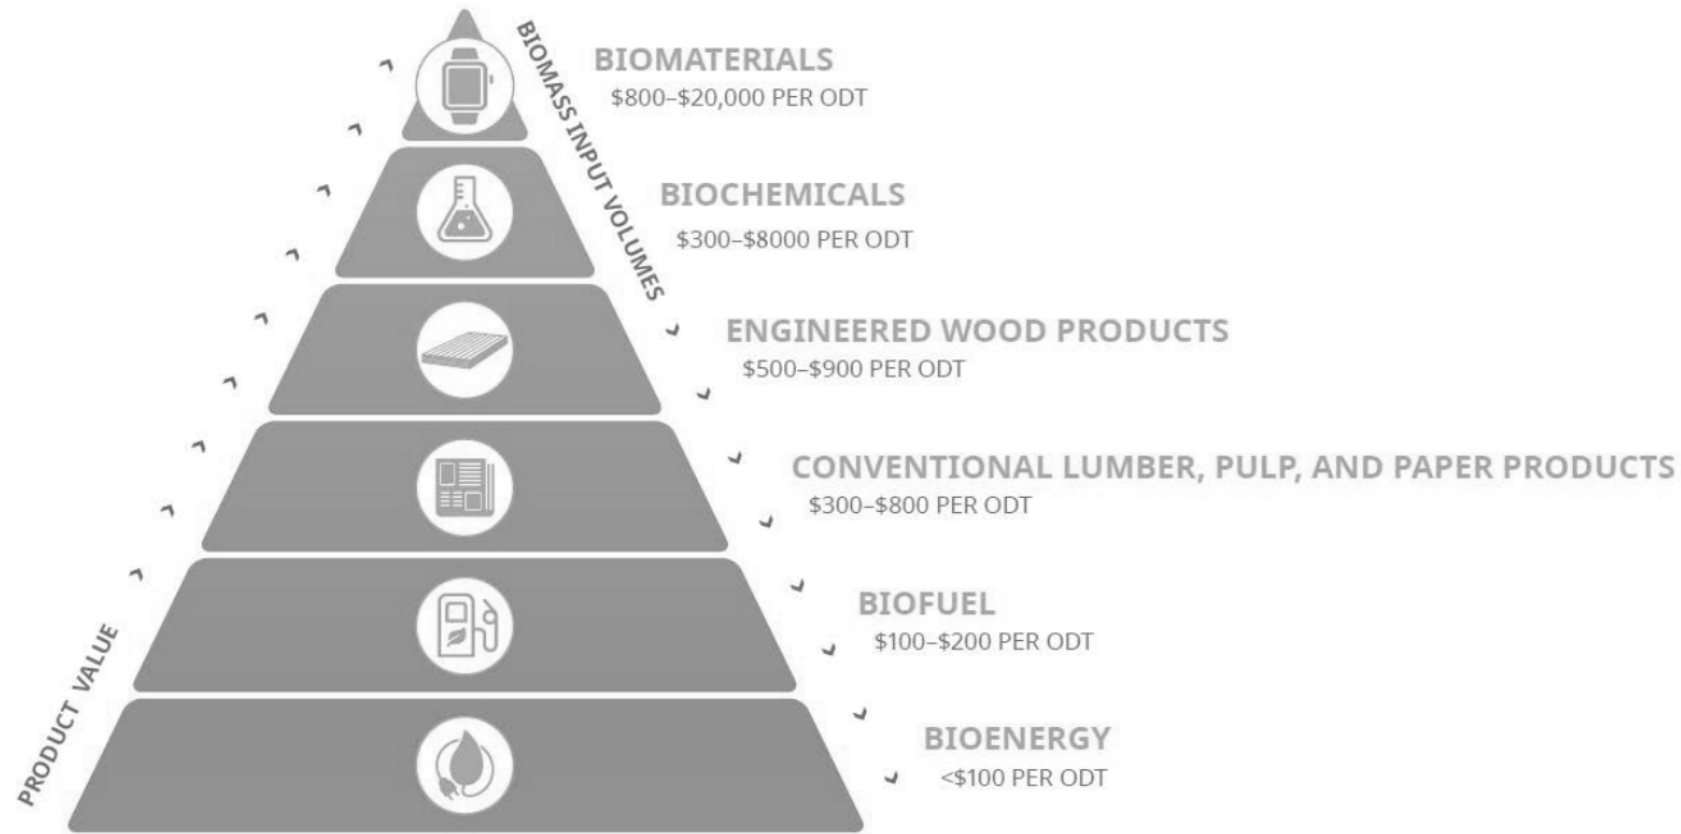 BIOMASS INPUT VOLUMES
BIOMATERIALS
$800–$20,000 PER ODT
BIOCHEMICALS
$300–$8000 PER ODT
ENGINEERED WOOD PRODUCTS
$500–$900 PER ODT
CONVENTIONAL LUMBER, PULP, AND PAPER PRODUCTS
$300–$800 PER ODT
BIOFUEL
$100–$200 PER ODT
PRODUCT VALUE
BIOENERGY
<$100 PER ODT